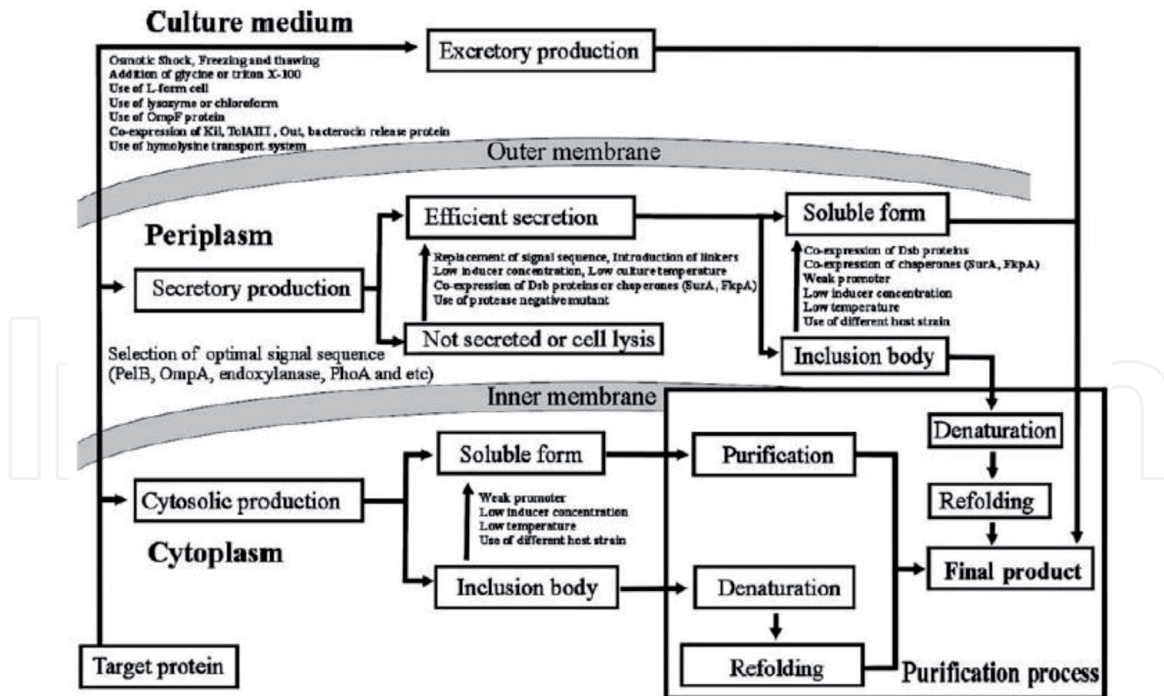 Culture medium
Excretory production
Osmotic Shock, Freezing and thawing
Addition of glycine or triton X-100
Use of L-form cell
Use of lysozyme or chloroform
Use of OmpF protein
Co-expression of Kil, TolAIII , Out, bacterocin release protein
Use of hymolysine transport system
Outer membrane
Periplasm
Secretory production
Efficient secretion
Replacement of signal sequence, Introduction of linkers
Low inducer concentration, Low culture temperature
Co-expression of Dsb proteins or chaperones (SurA, FkpA)
Use of protease negative mutant
Not secreted or cell lysis
Soluble form
Co-expression of Dsb proteins
Co-expression of chaperones (SurA, FkpA)
Weak promoter
Low inducer concentration
Low temperature
Use of different host strain
Inclusion body
Selection of optimal signal sequence
(PelB, OmpA, endoxylanase, PhoA and etc)
Inner membrane
Denaturation
Refolding
Final product
Cytosolic production
Cytoplasm
Soluble form
Weak promoter
Low inducer concentration
Low temperature
Use of different host strain
Inclusion body
Purification
Denaturation
Refolding
Purification process
Target protein